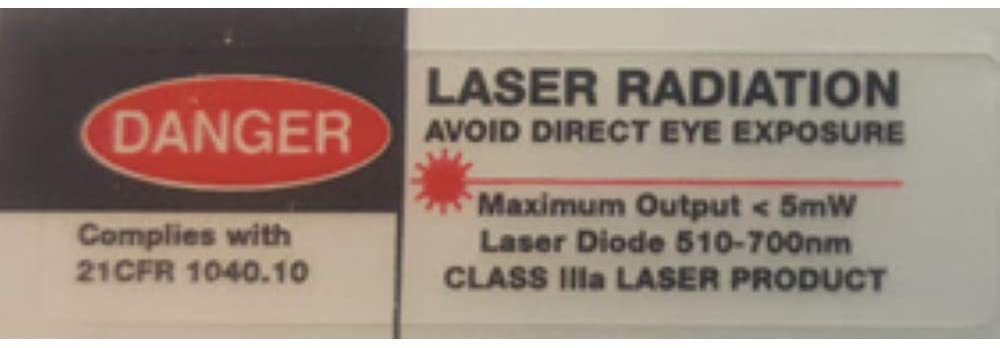 DANGER
Complies with
21CFR 1040.10
LASER RADIATION
AVOID DIRECT EYE EXPOSURE
Maximum Output < 5mW
Laser Diode 510-700nm
CLASS IIIa LASER PRODUCT